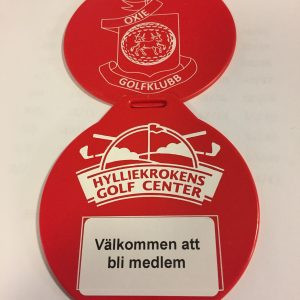 OXIE
GOLFKLUBB
HYLLIEKROKENS
GOLF CENTER
Välkommen att
bli medlem